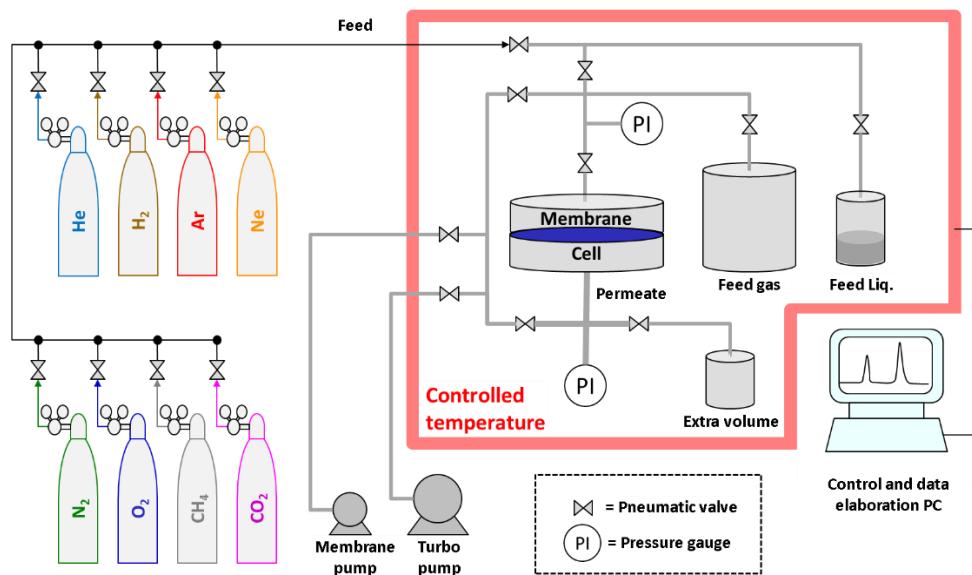 Feed
He
H₂
Ar
Ne
PI
Membrane
Cell
Feed gas
Feed Liq.
Permeate
PI
Extra volume
Controlled
temperature
N₂
O₂
CH₄
CO₂
Membrane
pump
Turbo
pump
= Pneumatic valve
PI = Pressure gauge
Control and data
elaboration PC